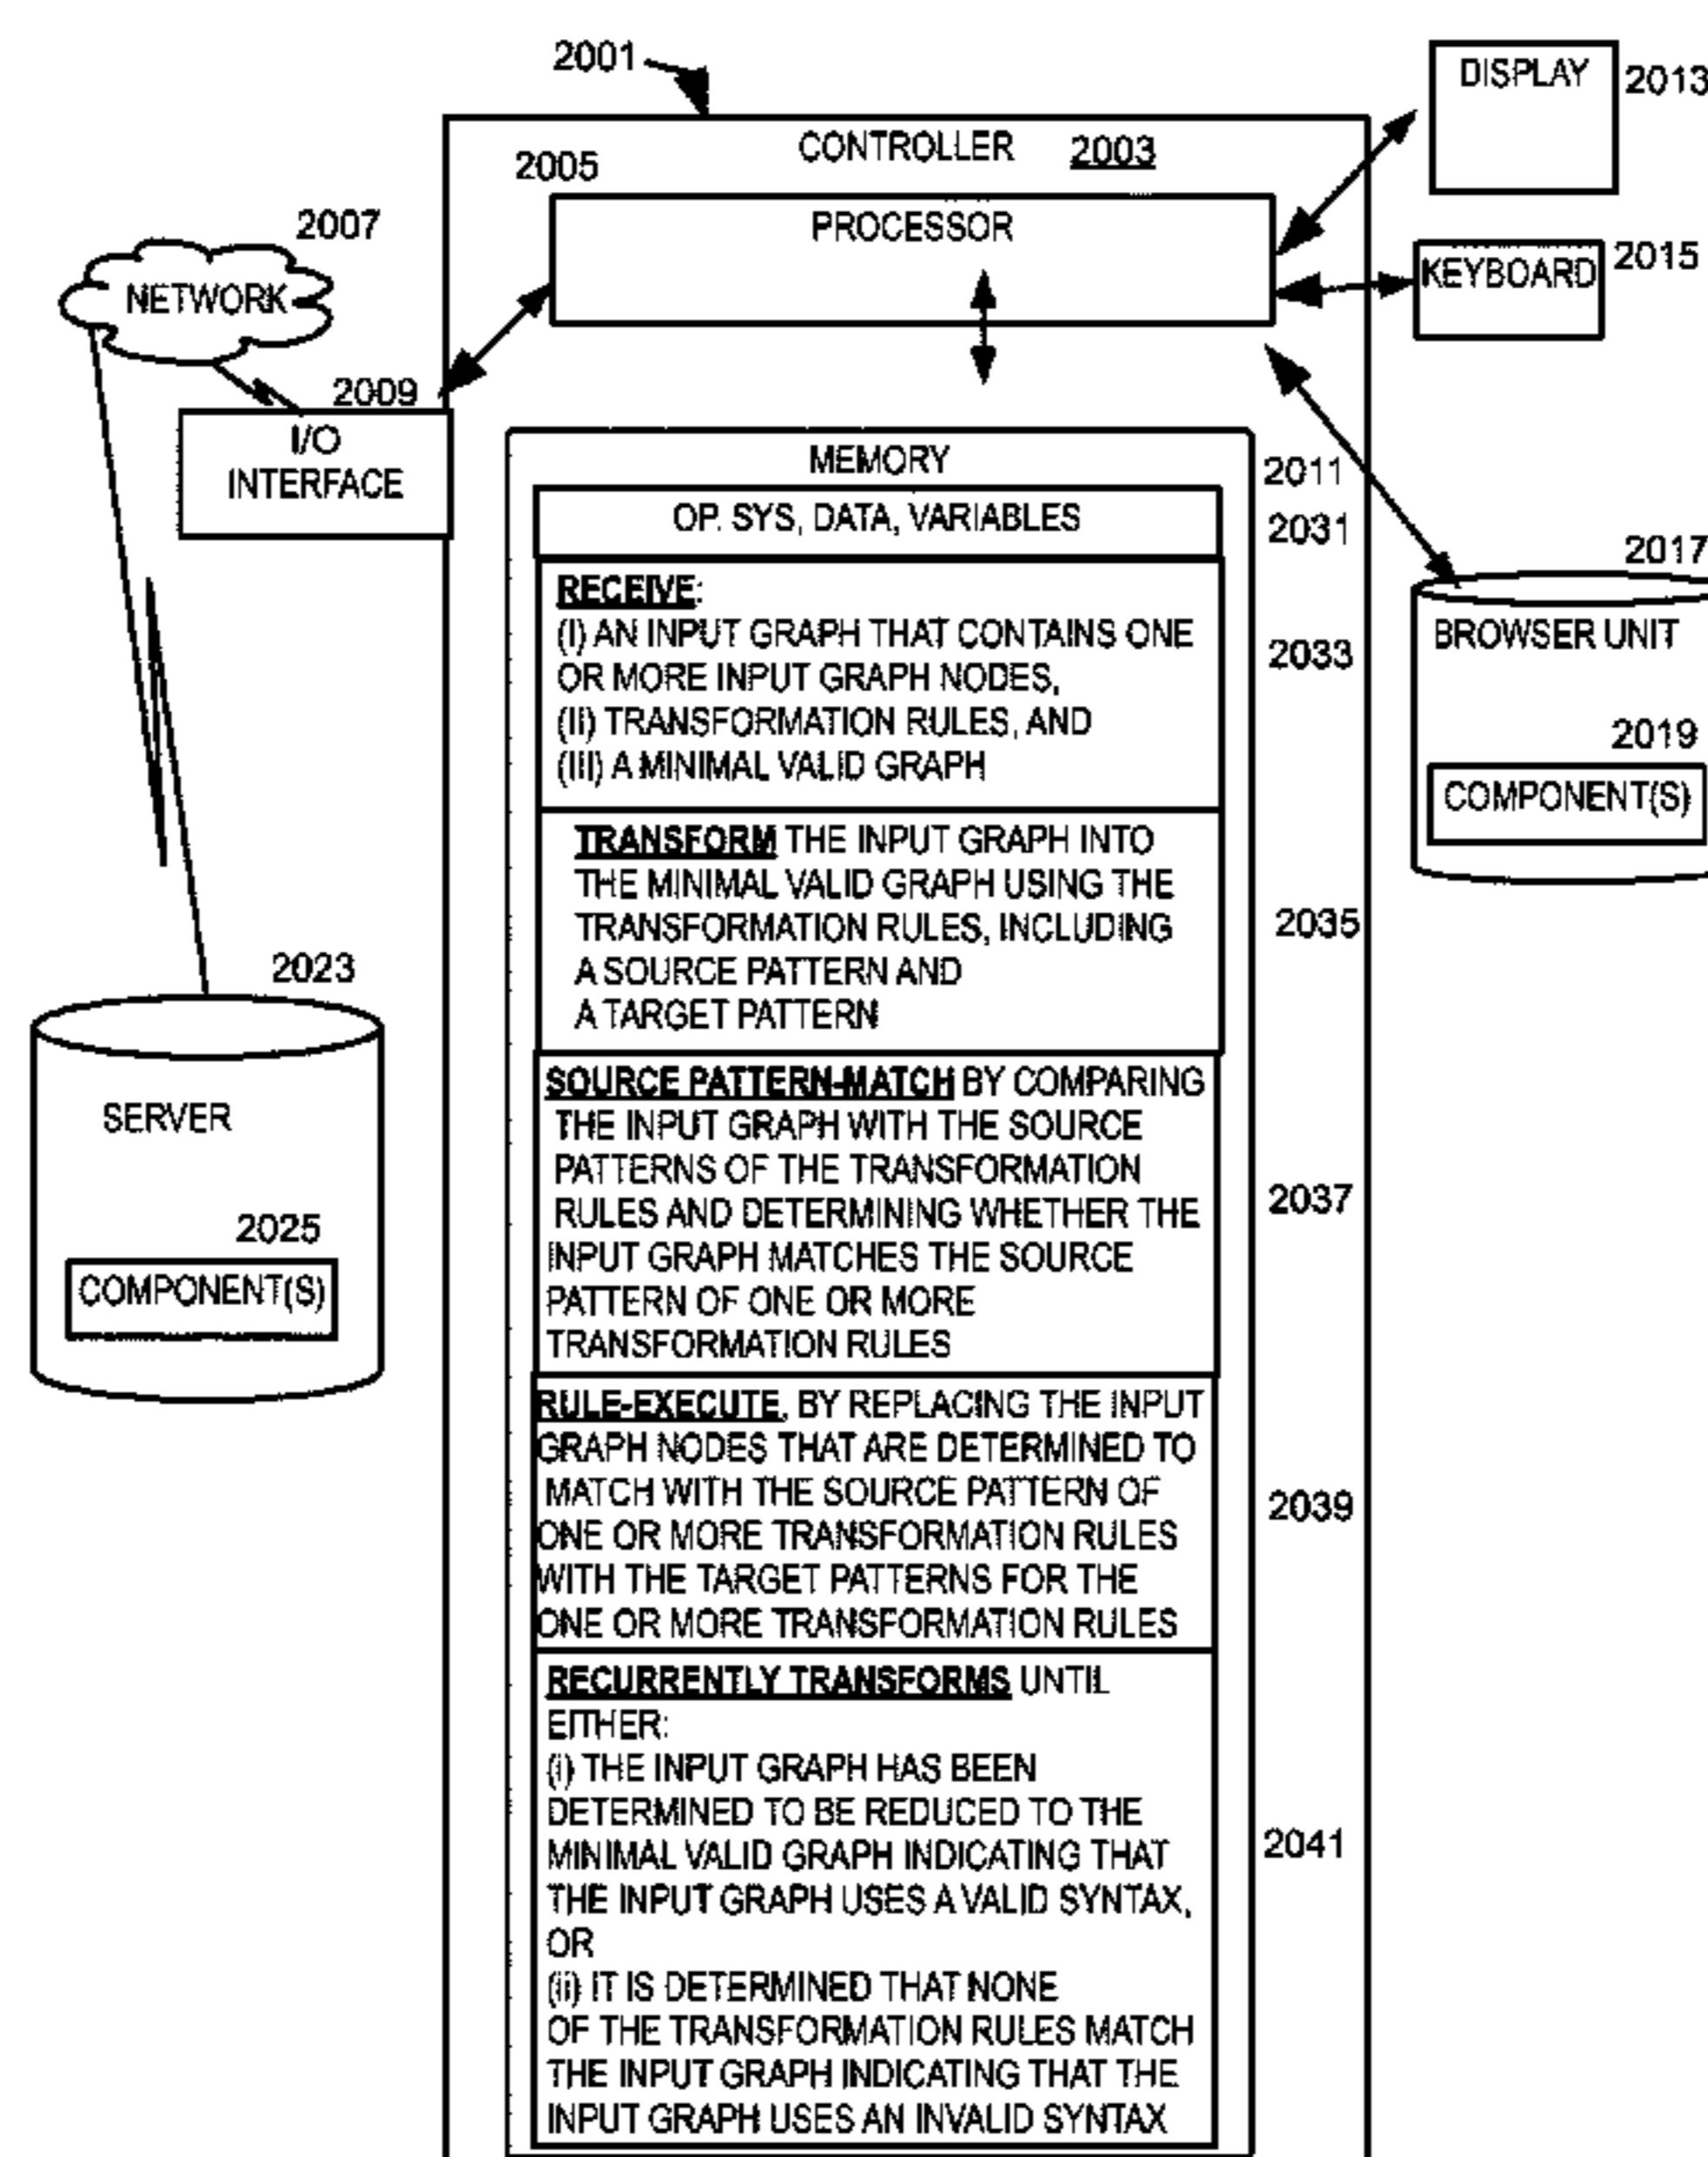 2001
DISPLAY
2013
CONTROLLER 2003
2005
PROCESSOR
2007
NETWORK
KEYBOARD
2015
2009
I/O
INTERFACE
MEMORY
2011
OP. SYS, DATA, VARIABLES
2031
RECEIVE:
(I) AN INPUT GRAPH THAT CONTAINS ONE
OR MORE INPUT GRAPH NODES,
(II) TRANSFORMATION RULES, AND
(III) A MINIMAL VALID GRAPH
2033
2017
BROWSER UNIT
2019
COMPONENT(S)
TRANSFORM THE INPUT GRAPH INTO
THE MINIMAL VALID GRAPH USING THE
TRANSFORMATION RULES, INCLUDING
A SOURCE PATTERN AND
A TARGET PATTERN
2035
2023
SERVER
2025
COMPONENT(S)
SOURCE PATTERN-MATCH BY COMPARING
THE INPUT GRAPH WITH THE SOURCE
PATTERNS OF THE TRANSFORMATION
RULES AND DETERMINING WHETHER THE
INPUT GRAPH MATCHES THE SOURCE
PATTERN OF ONE OR MORE
TRANSFORMATION RULES
2037
RULE-EXECUTE, BY REPLACING THE INPUT
GRAPH NODES THAT ARE DETERMINED TO
MATCH WITH THE SOURCE PATTERN OF
ONE OR MORE TRANSFORMATION RULES
WITH THE TARGET PATTERNS FOR THE
ONE OR MORE TRANSFORMATION RULES
2039
RECURRENTLY TRANSFORMS UNTIL
EITHER:
(i) THE INPUT GRAPH HAS BEEN
DETERMINED TO BE REDUCED TO THE
MINIMAL VALID GRAPH INDICATING THAT
THE INPUT GRAPH USES A VALID SYNTAX,
OR
(ii) IT IS DETERMINED THAT NONE
OF THE TRANSFORMATION RULES MATCH
THE INPUT GRAPH INDICATING THAT THE
INPUT GRAPH USES AN INVALID SYNTAX
2041